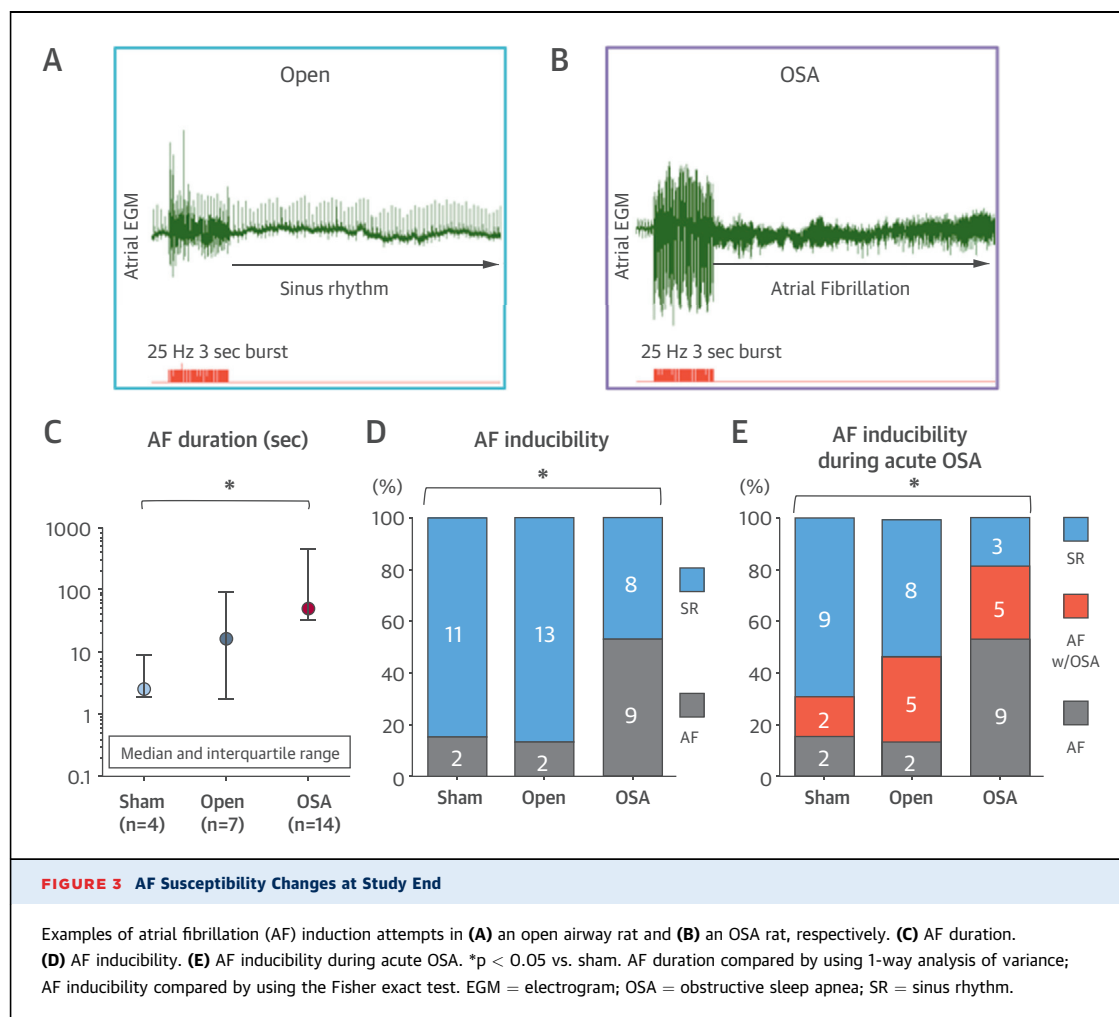 A
Open
Atrial EGM
Sinus rhythm
25 Hz 3 sec burst
B
OSA
Atrial EGM
Atrial Fibrillation
25 Hz 3 sec burst
C
AF duration (sec)
*
1000
100
10
1
0.1
Median and interquartile range
Sham
(n=4)
Open
(n=7)
OSA
(n=14)
D
AF inducibility
(%)
*
100
80
60
40
20
0
11
2
13
2
8
9
Sham
Open
OSA
SR
AF
E
AF inducibility
during acute OSA
(%)
*
100
80
60
40
20
0
9
2
2
8
5
2
3
5
9
Sham
Open
OSA
SR
AF
w/OSA
AF
FIGURE 3 AF Susceptibility Changes at Study End
Examples of atrial fibrillation (AF) induction attempts in (A) an open airway rat and (B) an OSA rat, respectively. (C) AF duration.
(D) AF inducibility. (E) AF inducibility during acute OSA. *p < 0.05 vs. sham. AF duration compared by using 1-way analysis of variance;
AF inducibility compared by using the Fisher exact test. EGM = electrogram; OSA = obstructive sleep apnea; SR = sinus rhythm.